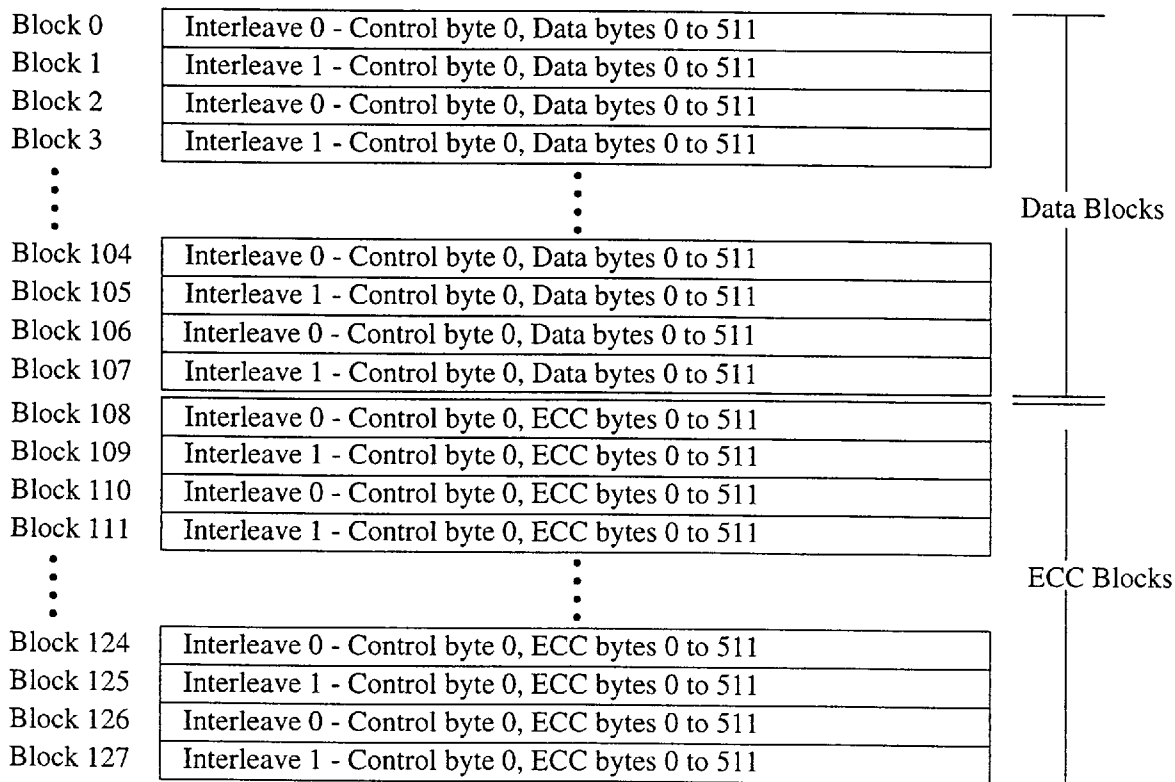 Block 0 Interleave 0 - Control byte 0, Data bytes 0 to 511
Block 1 Interleave 1 - Control byte 0, Data bytes 0 to 511
Block 2 Interleave 0 - Control byte 0, Data bytes 0 to 511
Block 3 Interleave 1 - Control byte 0, Data bytes 0 to 511
Data Blocks
Block 104 Interleave 0 - Control byte 0, Data bytes 0 to 511
Block 105 Interleave 1 - Control byte 0, Data bytes 0 to 511
Block 106 Interleave 0 - Control byte 0, Data bytes 0 to 511
Block 107 Interleave 1 - Control byte 0, Data bytes 0 to 511
Block 108 Interleave 0 - Control byte 0, ECC bytes 0 to 511
Block 109 Interleave 1 - Control byte 0, ECC bytes 0 to 511
Block 110 Interleave 0 - Control byte 0, ECC bytes 0 to 511
Block 111 Interleave 1 - Control byte 0, ECC bytes 0 to 511
ECC Blocks
Block 124 Interleave 0 - Control byte 0, ECC bytes 0 to 511
Block 125 Interleave 1 - Control byte 0, ECC bytes 0 to 511
Block 126 Interleave 0 - Control byte 0, ECC bytes 0 to 511
Block 127 Interleave 1 - Control byte 0, ECC bytes 0 to 511